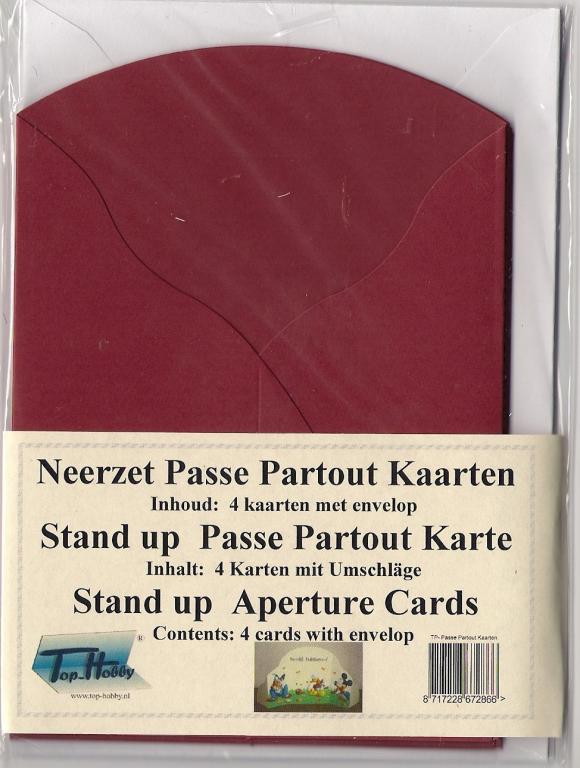 Neerzet Passe Partout Kaarten
Inhoud: 4 kaarten met envelop
Stand up Passe Partout Karte
Inhalt: 4 Karten mit Umschläge
Stand up Aperture Cards
Contents: 4 cards with envelop
Top-Hobby ®
www.top-hobby.nl
TP- Passe Partout Kaarten
8 717228 672866 >